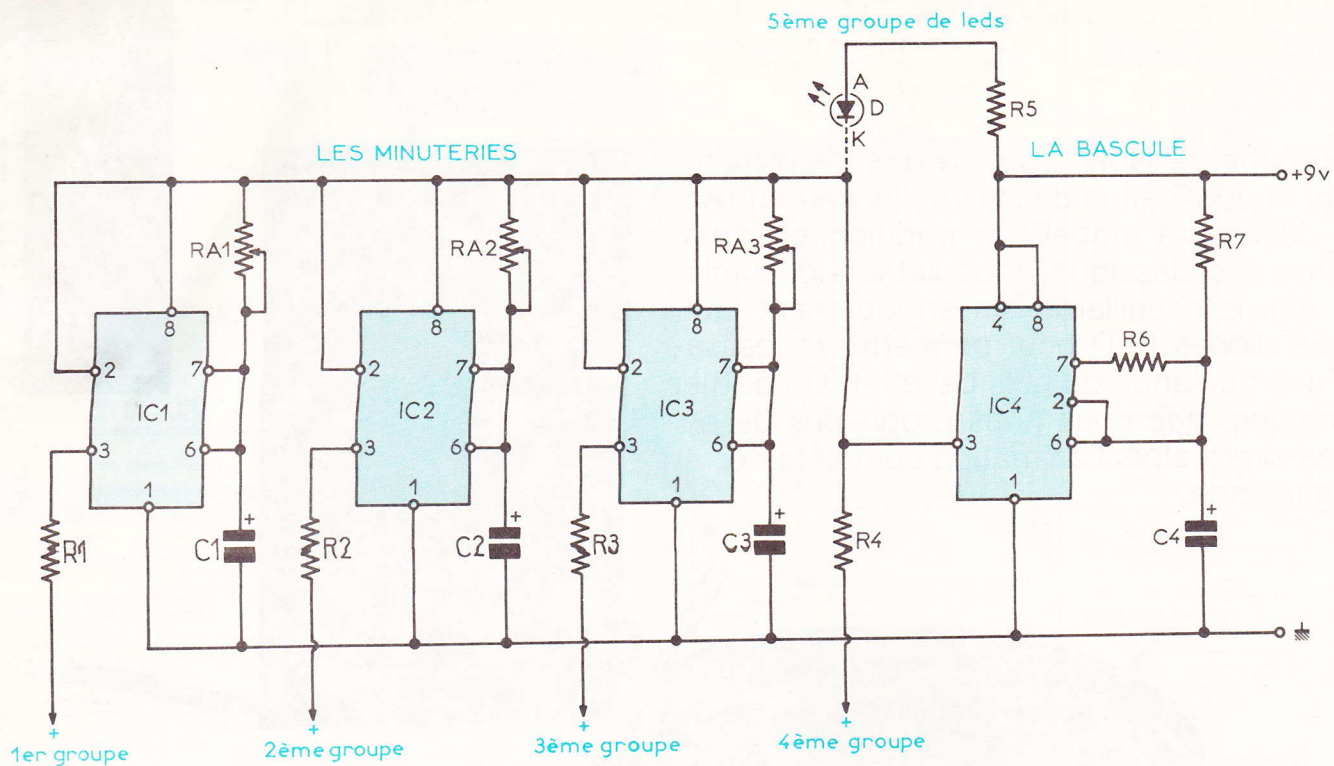 5ème groupe de leds
A
D
K
R5
LES MINUTERIES
LA BASCULE
+9v
RA1
RA2
RA3
R7
8
8
8
4 8
2 7
2 7
2 7
7 R6
IC1
IC2
IC3
IC4
2
3 6
3 6
3 6
3 6
1
1
1
1
R1
C1 +
R2
C2 +
R3
C3 +
R4
C4 +
+
1er groupe
+
2ème groupe
+
3ème groupe
+
4ème groupe